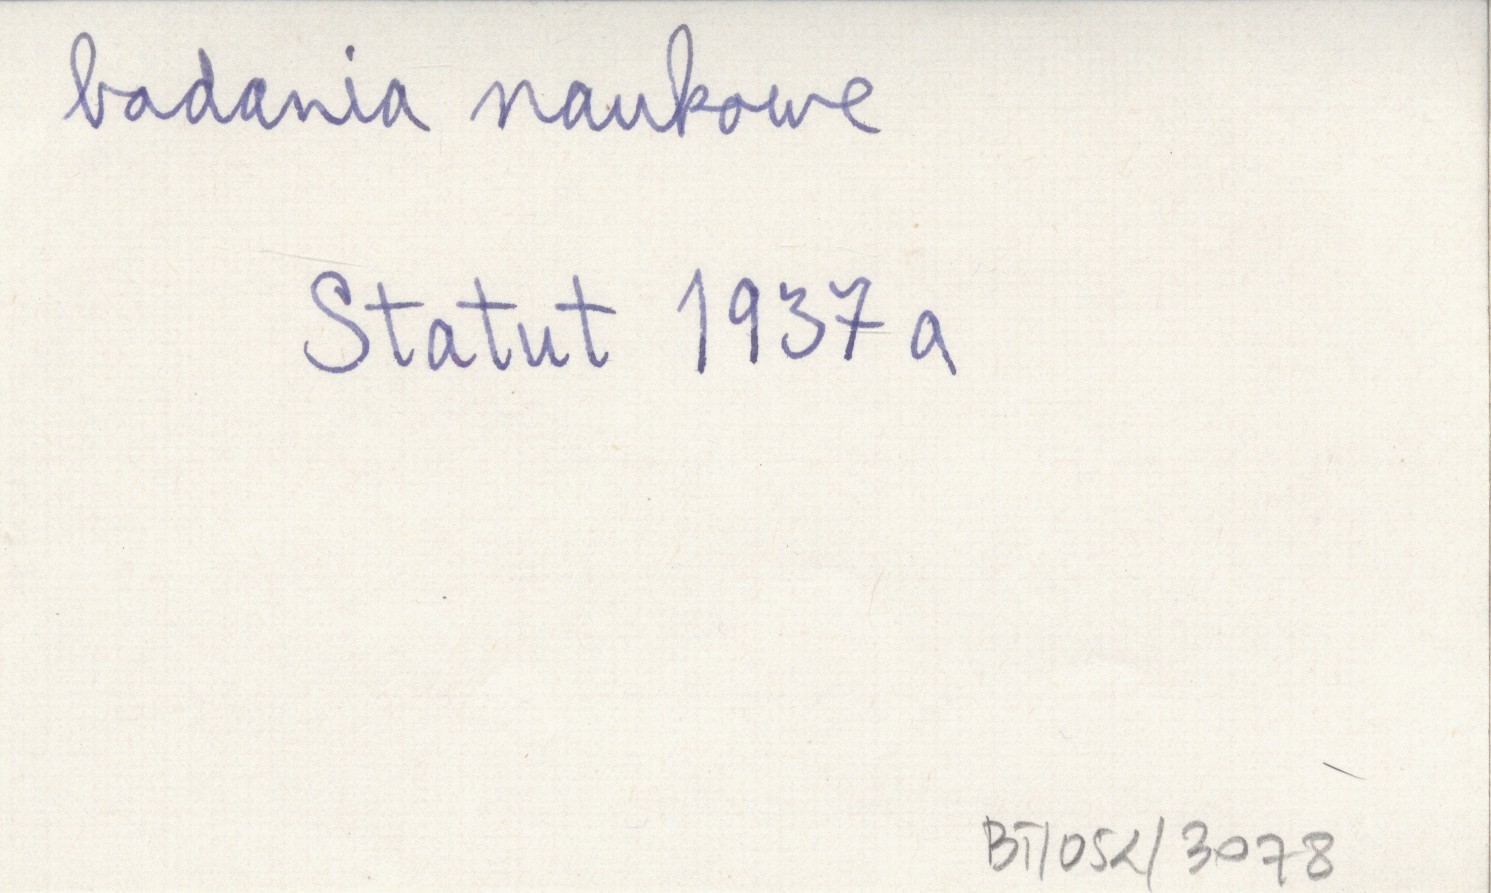 badania naukowe
Statut 1937 a
BT/052/3078